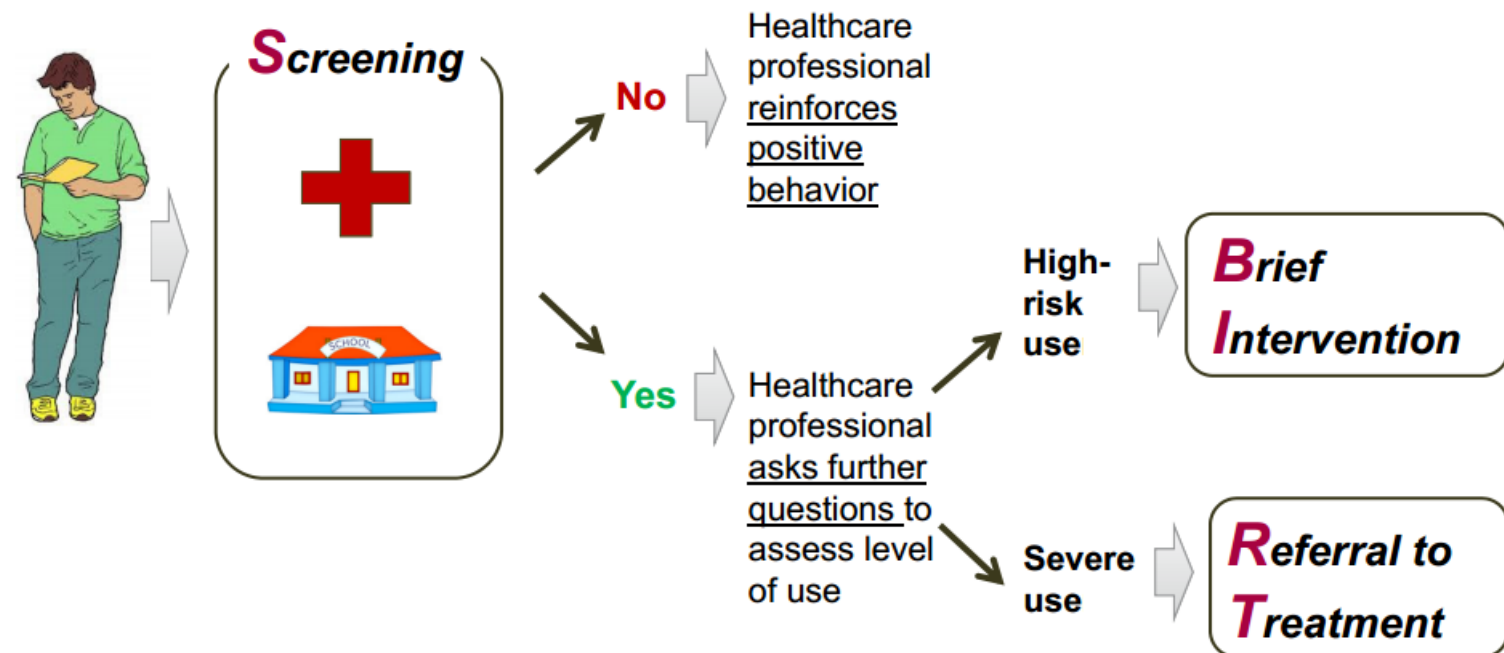 Screening
SCHOOL
No
Healthcare
professional
reinforces
positive
behavior
Yes
Healthcare
professional
asks further
questions to
assess level
of use
High-
risk
use
Brief
Intervention
Severe
use
Referral to
Treatment